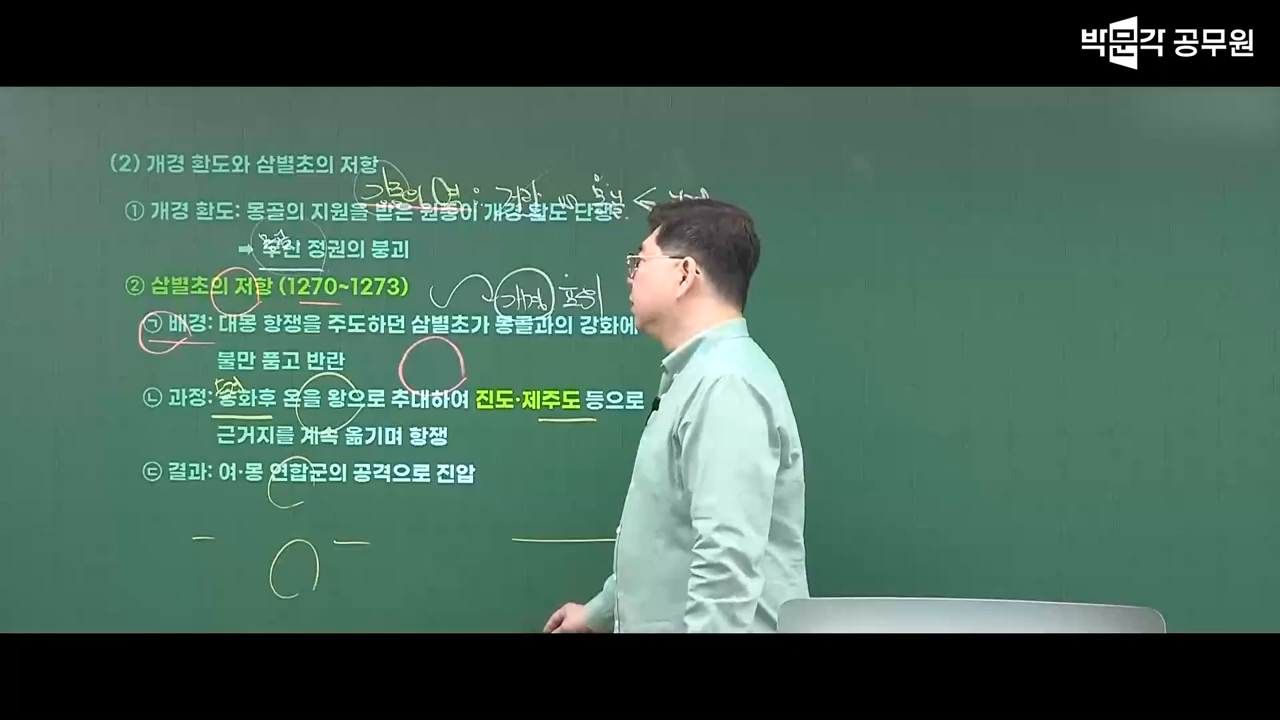 박문각 공무원
(2) 개경 환도와 삼별초의 저항
① 개경 환도: 몽골의 지원을 받은 원종이 개경 환도 단행
➡ 무신 정권의 붕괴
② 삼별초의 저항 (1270~1273)
개경
㉠ 배경: 대몽 항쟁을 주도하던 삼별초가 몽골과의 강화에
불만 품고 반란
㉡ 과정: 승화후 온을 왕으로 추대하여 진도·제주도 등으로
근거지를 계속 옮기며 항쟁
㉢ 결과: 여·몽 연합군의 공격으로 진압